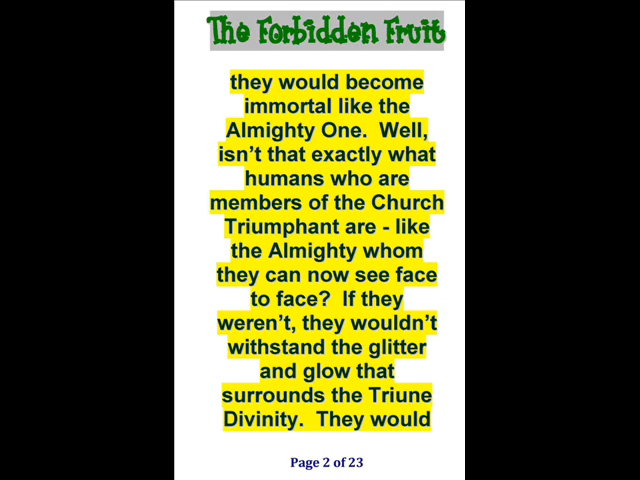 The Forbidden Fruit
they would become
immortal like the
Almighty One.  Well,
isn’t that exactly what
humans who are
members of the Church
Triumphant are - like
the Almighty whom
they can now see face
to face?  If they
weren’t, they wouldn’t
withstand the glitter
and glow that
surrounds the Triune
Divinity.  They would
Page 2 of 23